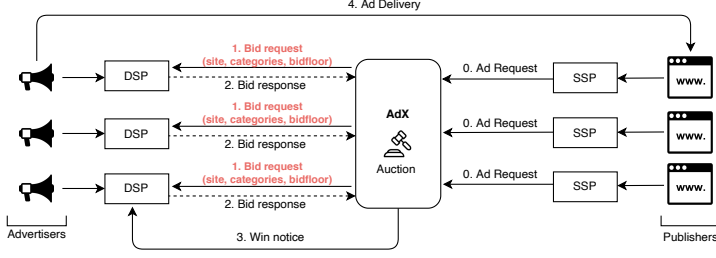 4. Ad Delivery
1. Bid request
(site, categories, bidfloor)
DSP
2. Bid response
0. Ad Request
SSP
www.
1. Bid request
(site, categories, bidfloor)
DSP
2. Bid response
AdX
Auction
0. Ad Request
SSP
www.
1. Bid request
(site, categories, bidfloor)
DSP
2. Bid response
0. Ad Request
SSP
www.
Advertisers
3. Win notice
Publishers